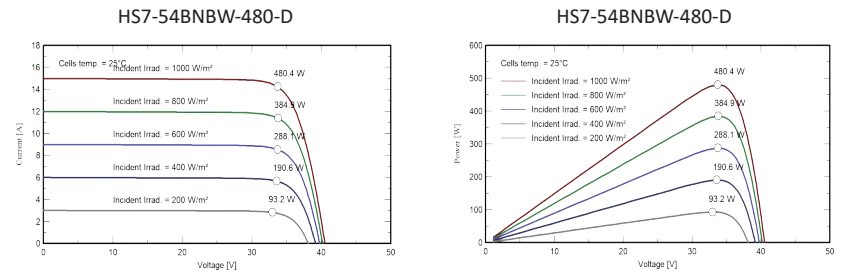 HS7-54BNBW-480-D
Current [A]
18
16
14
12
10
8
6
4
2
0
Cells temp. = 25°C
Incident Irrad. = 1000 W/m²
480.4 W
Incident Irrad. = 800 W/m²
384.9 W
Incident Irrad. = 600 W/m²
288.1 W
Incident Irrad. = 400 W/m²
190.6 W
Incident Irrad. = 200 W/m²
93.2 W
0 10 20 30 40 50
Voltage [V]
HS7-54BNBW-480-D
Power [W]
600
500
400
300
200
100
0
Cells temp. = 25°C
Incident Irrad. = 1000 W/m²
Incident Irrad. = 800 W/m²
Incident Irrad. = 600 W/m²
Incident Irrad. = 400 W/m²
Incident Irrad. = 200 W/m²
480.4 W
384.9 W
288.1 W
190.6 W
93.2 W
0 10 20 30 40 50
Voltage [V]